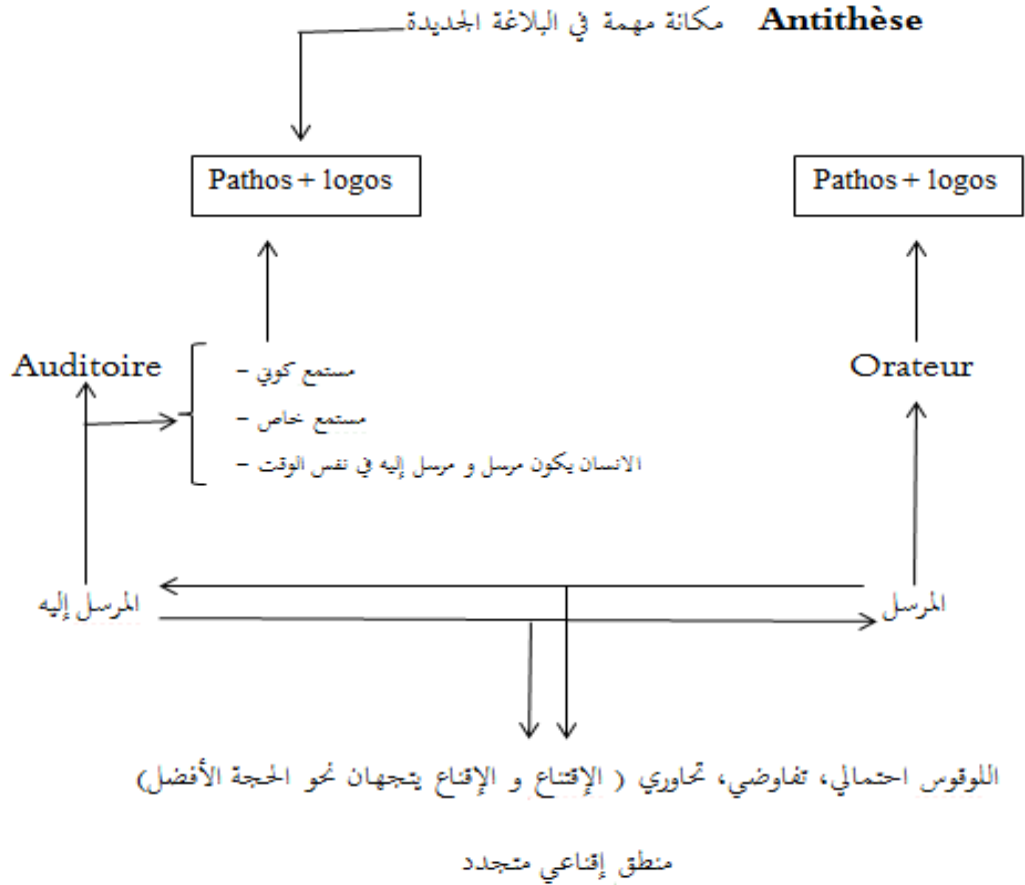 Antithèse مكانة مهمة في البلاغة الجديدة
Pathos + logos
Pathos + logos
Auditoire
- مستمع كوني
- مستمع خاص
- الانسان يكون مرسل و مرسل إليه في نفس الوقت
Orateur
المرسل إليه
المرسل
اللوقوس احتمالي، تفاوضي، تحاوري ( الإقتناع و الإقناع يتجهان نحو الحجة الأفضل)
منطق إقناعي متجدد